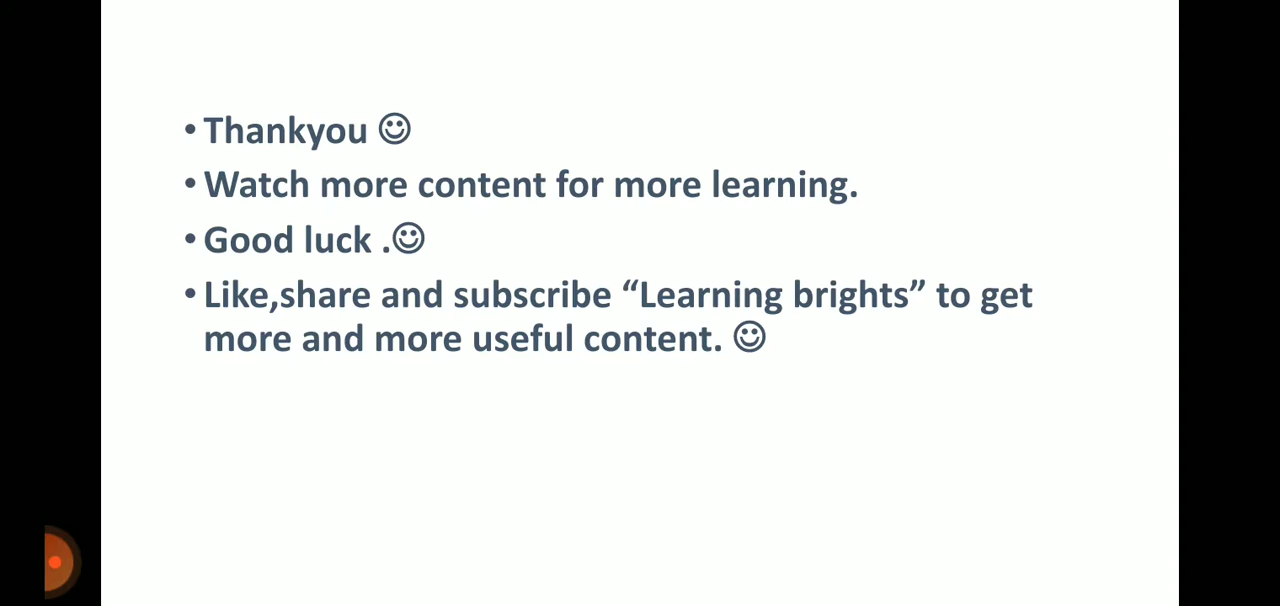 • Thankyou ☺
• Watch more content for more learning.
• Good luck .☺
• Like,share and subscribe “Learning brights” to get
more and more useful content. ☺